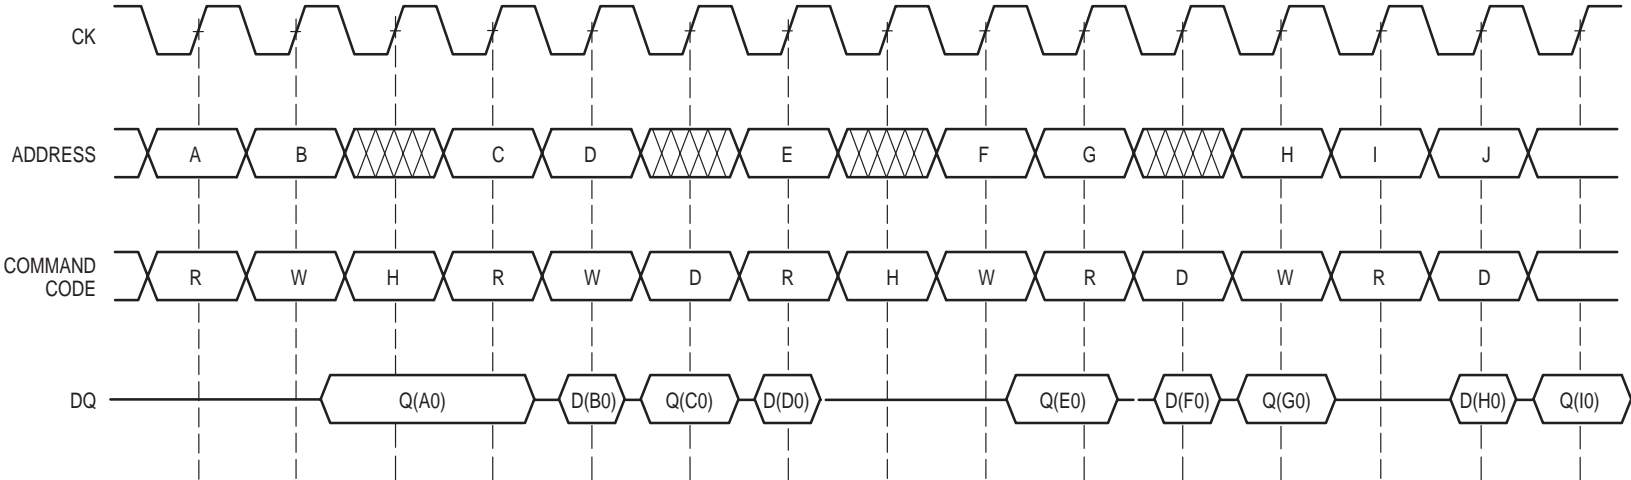 CK
ADDRESS A B C D E F G H I J
COMMAND
CODE R W H R W D R H W R D W R D
DQ Q(A0) D(B0) Q(C0) D(D0) Q(E0) D(F0) Q(G0) D(H0) Q(I0)